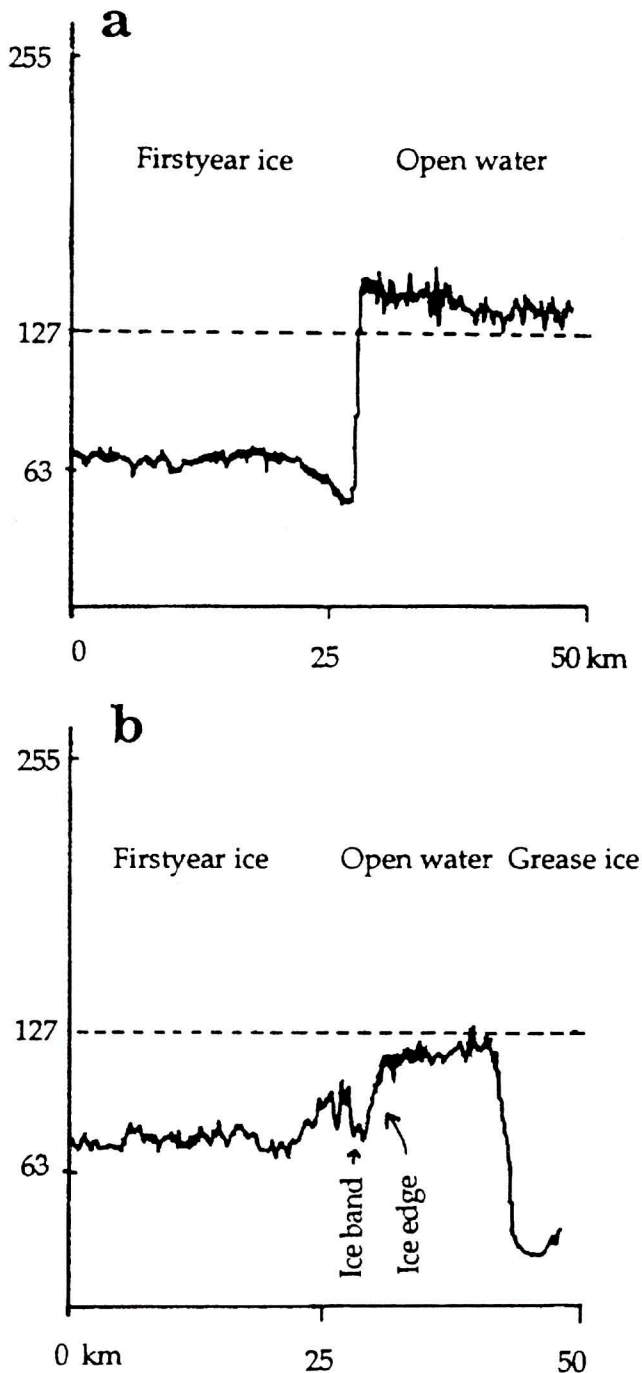 a
255
Firstyear ice Open water
127
63
0 25 50 km
b
255
Firstyear ice Open water Grease ice
127
63
Ice band
Ice edge
0 km 25 50